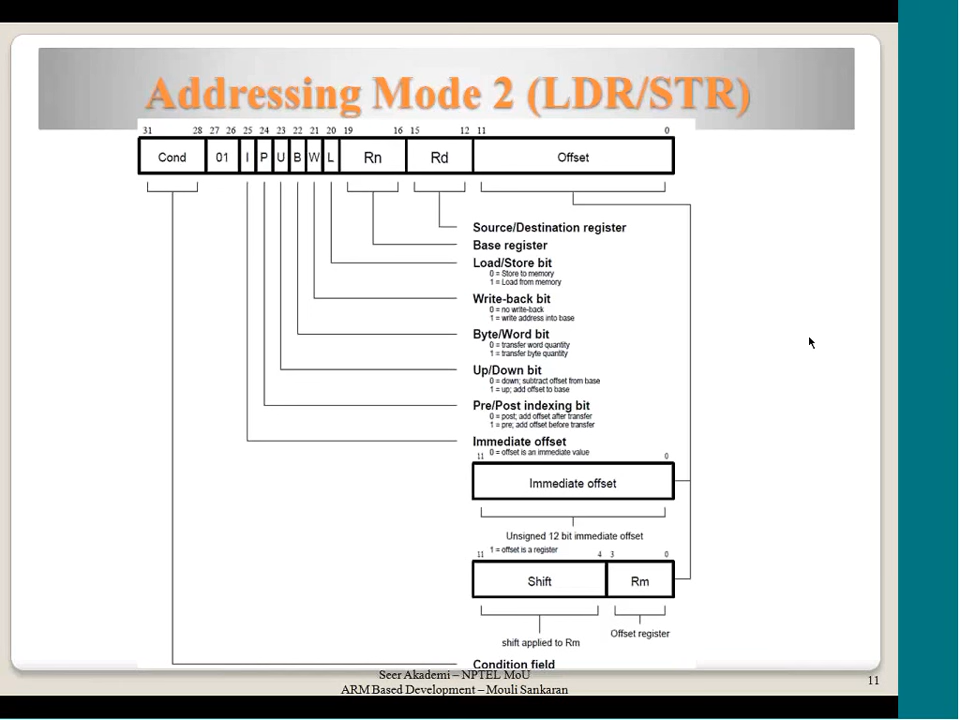 Addressing Mode 2 (LDR/STR)
31 28 27 26 25 24 23 22 21 20 19 16 15 12 11 0
Cond 01 I P U B W L Rn Rd Offset
Source/Destination register
Base register
Load/Store bit
0 = Store to memory
1 = Load from memory
Write-back bit
0 = no write-back
1 = write address into base
Byte/Word bit
0 = transfer word quantity
1 = transfer byte quantity
Up/Down bit
0 = down; subtract offset from base
1 = up; add offset to base
Pre/Post indexing bit
0 = post; add offset after transfer
1 = pre; add offset before transfer
Immediate offset
0 = offset is an immediate value
11 0
Immediate offset
Unsigned 12 bit immediate offset
1 = offset is a register
11 4 3 0
Shift Rm
shift applied to Rm Offset register
Condition field
Seer Akademi – NPTEL MoU
ARM Based Development – Mouli Sankaran
11